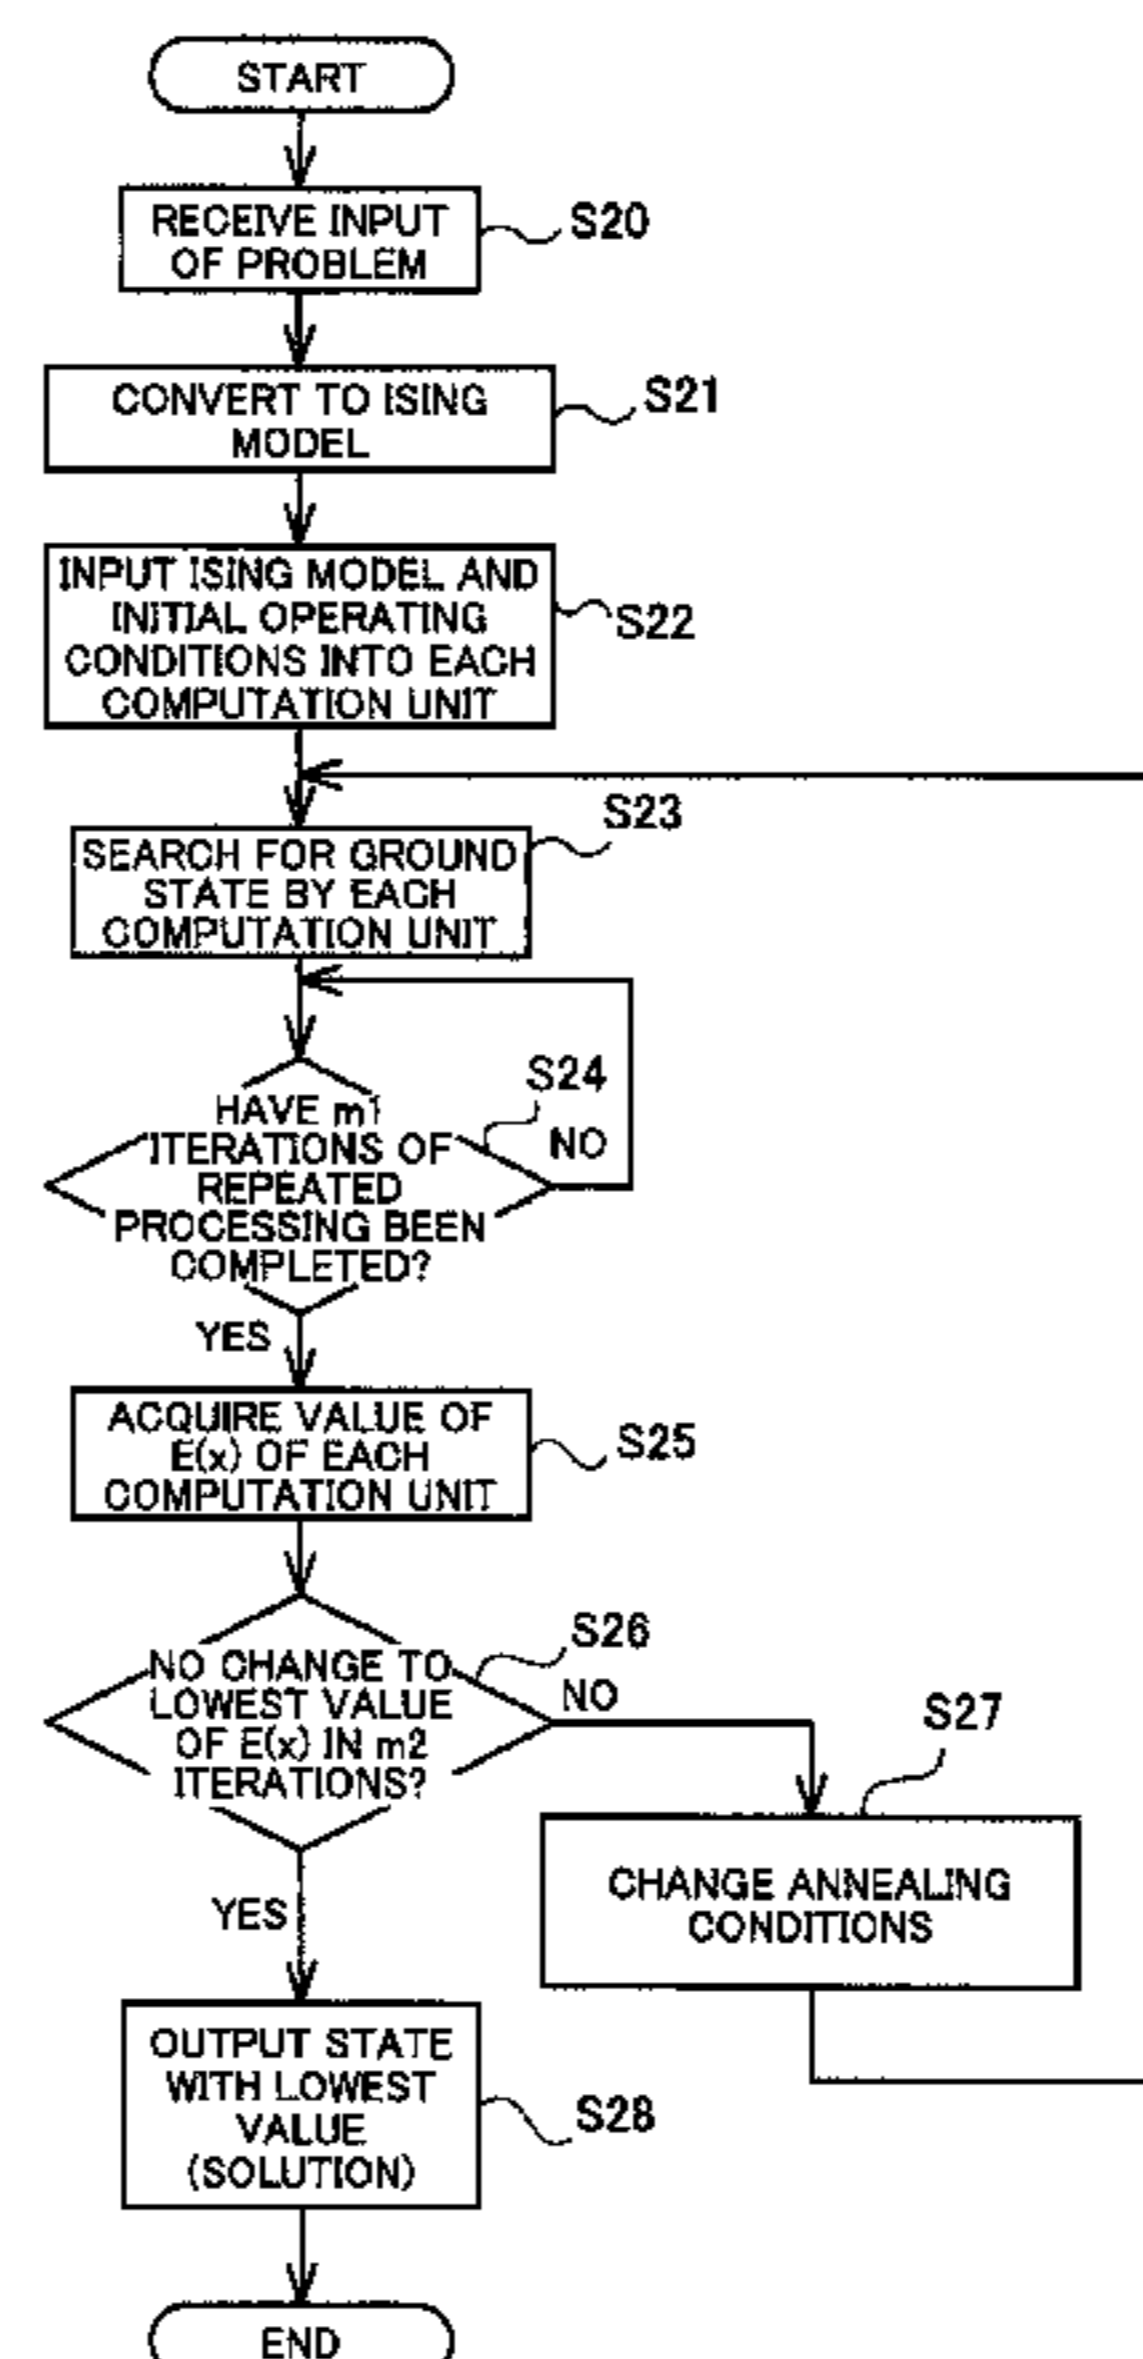 START
RECEIVE INPUT
OF PROBLEM
S20
CONVERT TO ISING
MODEL
S21
INPUT ISING MODEL AND
INITIAL OPERATING
CONDITIONS INTO EACH
COMPUTATION UNIT
S22
SEARCH FOR GROUND
STATE BY EACH
COMPUTATION UNIT
S23
HAVE m1
ITERATIONS OF
REPEATED
PROCESSING BEEN
COMPLETED?
S24
NO
YES
ACQUIRE VALUE OF
E(x) OF EACH
COMPUTATION UNIT
S25
NO CHANGE TO
LOWEST VALUE
OF E(x) IN m2
ITERATIONS?
S26
NO
S27
CHANGE ANNEALING
CONDITIONS
YES
OUTPUT STATE
WITH LOWEST
VALUE
(SOLUTION)
S28
END